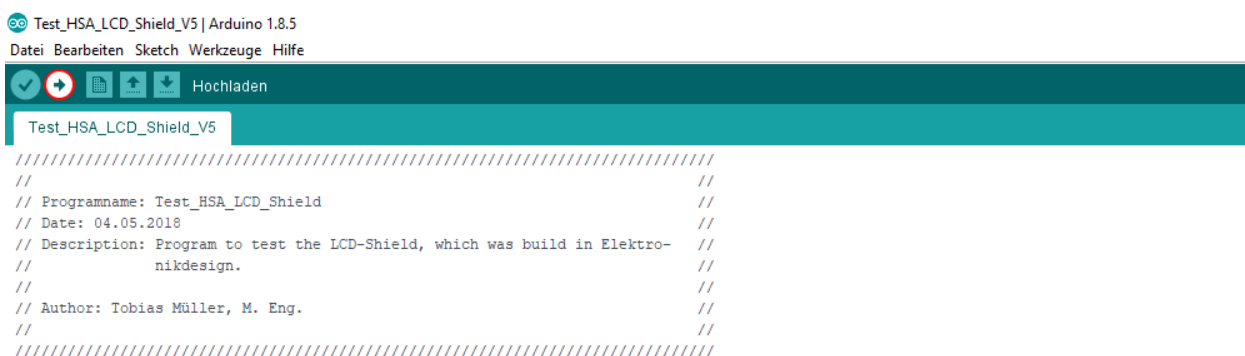 Test_HSA_LCD_Shield_V5 | Arduino 1.8.5
Datei Bearbeiten Sketch Werkzeuge Hilfe
Hochladen
Test_HSA_LCD_Shield_V5
////////////////////////////////////////////////////////////////////////////////
// //
// Programname: Test_HSA_LCD_Shield //
// Date: 04.05.2018 //
// Description: Program to test the LCD-Shield, which was build in Elektro- //
// nikdesign. //
// //
// Author: Tobias Müller, M. Eng. //
// //
////////////////////////////////////////////////////////////////////////////////